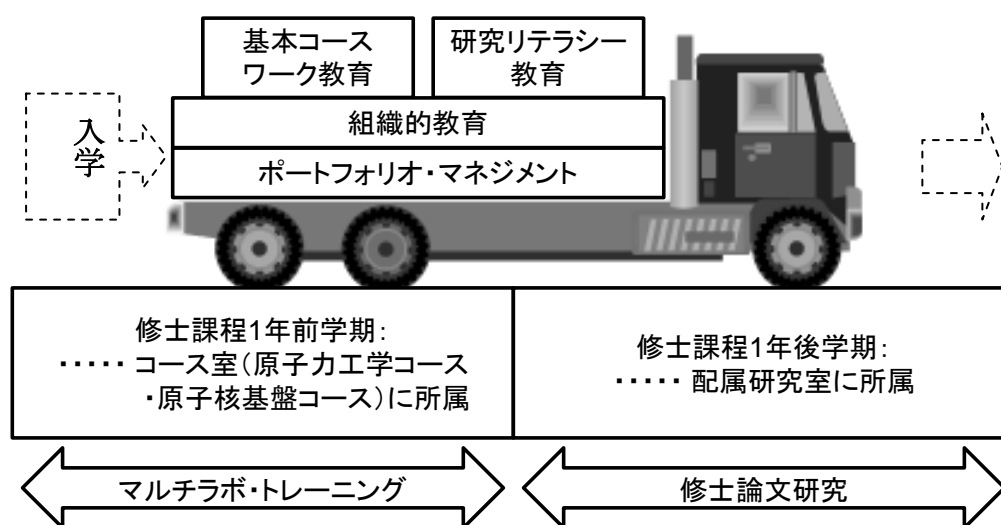 基本コース
ワーク教育
研究リテラシー
教育
入
学
組織的教育
ポートフォリオ・マネジメント
修士課程1年前学期:
・・・・・ コース室(原子力工学コース
・原子核基盤コース)に所属
修士課程1年後学期:
・・・・・ 配属研究室に所属
マルチラボ・トレーニング
修士論文研究